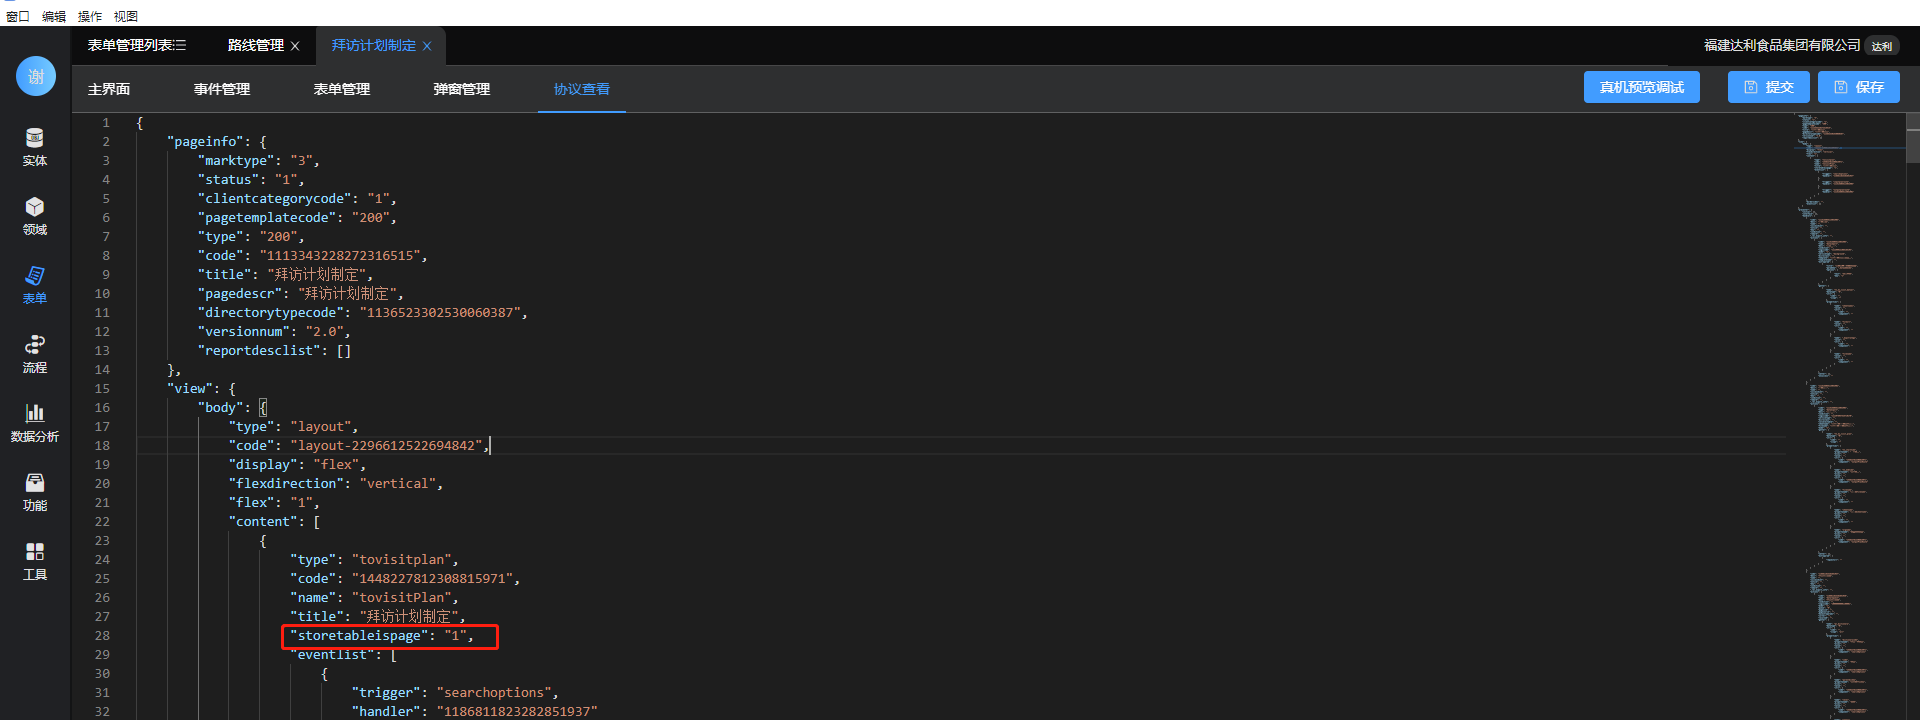 窗口 编辑 操作 视图
表单管理列表 路线管理 × 拜访计划制定 × 福建达利食品集团有限公司 达利
谢
主界面 事件管理 表单管理 弹窗管理 协议查看 真机预览调试 提交 保存
实体
领域
表单
流程
数据分析
功能
工具
1 {
2 "pageinfo": {
3 "marktype": "3",
4 "status": "1",
5 "clientcategorycode": "1",
6 "pagetemplatecode": "200",
7 "type": "200",
8 "code": "1113343228272316515",
9 "title": "拜访计划制定",
10 "pagedescr": "拜访计划制定",
11 "directorytypecode": "1136523302530060387",
12 "versionnum": "2.0",
13 "reportdesclist": []
14 },
15 "view": {
16 "body": {
17 "type": "layout",
18 "code": "layout-2296612522694842",
19 "display": "flex",
20 "flexdirection": "vertical",
21 "flex": "1",
22 "content": [
23 {
24 "type": "tovisitplan",
25 "code": "1448227812308815971",
26 "name": "tovisitPlan",
27 "title": "拜访计划制定",
28 "storetableispage": "1",
29 "eventlist": [
30 {
31 "trigger": "searchoptions",
32 "handler": "1186811823282851937"